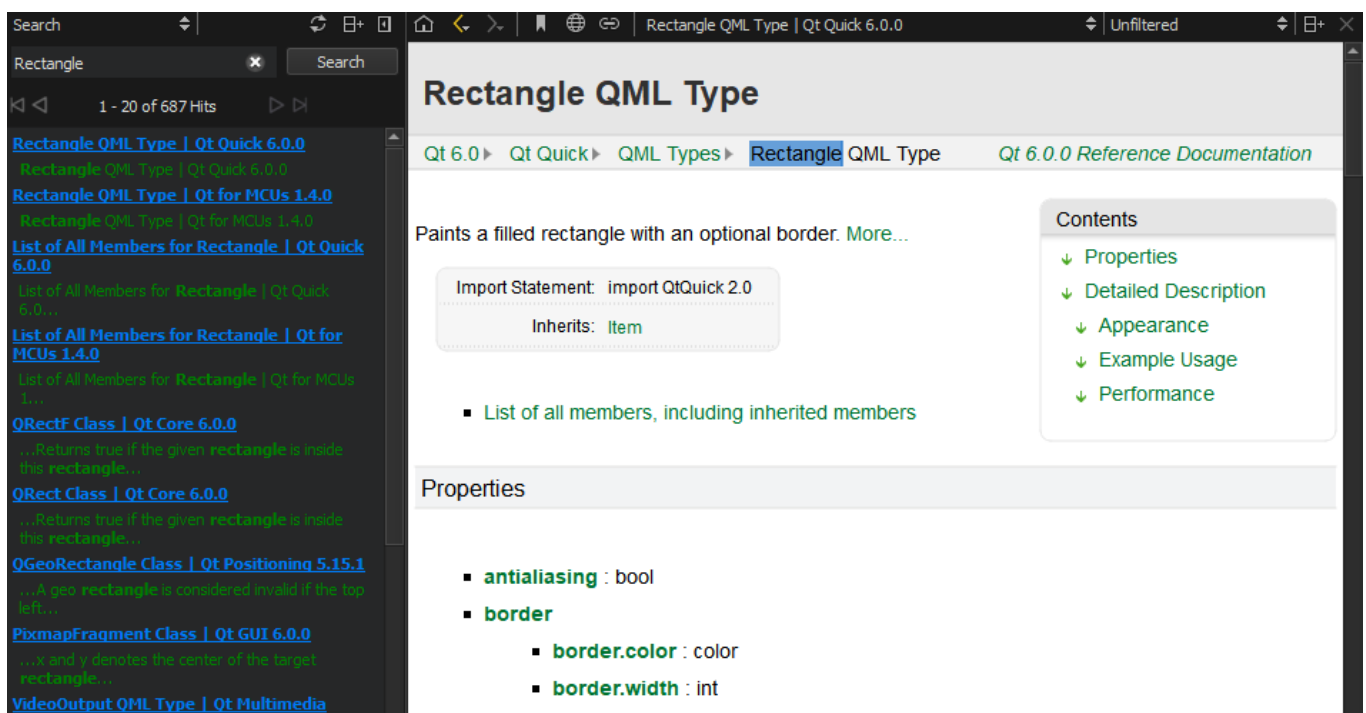 Search
Rectangle QML Type | Qt Quick 6.0.0
Unfiltered
Rectangle
Search
1 - 20 of 687 Hits
Rectangle QML Type | Qt Quick 6.0.0
Rectangle QML Type | Qt Quick 6.0.0
Rectangle QML Type | Qt for MCUs 1.4.0
Rectangle QML Type | Qt for MCUs 1.4.0
List of All Members for Rectangle | Qt Quick
6.0.0
List of All Members for Rectangle | Qt Quick
6.0...
List of All Members for Rectangle | Qt for
MCUs 1.4.0
List of All Members for Rectangle | Qt for MCUs
1...
QRectF Class | Qt Core 6.0.0
...Returns true if the given rectangle is inside
this rectangle...
QRect Class | Qt Core 6.0.0
...Returns true if the given rectangle is inside
this rectangle...
QGeoRectangle Class | Qt Positioning 5.15.1
...A geo rectangle is considered invalid if the top
left...
PixmapFragment Class | Qt GUI 6.0.0
...x and y denotes the center of the target
rectangle...
VideoOutput QML Type | Qt Multimedia
Rectangle QML Type
Qt 6.0 Qt Quick QML Types Rectangle QML Type Qt 6.0.0 Reference Documentation
Paints a filled rectangle with an optional border. More...
Import Statement: import QtQuick 2.0
Inherits: Item
List of all members, including inherited members
Contents
Properties
Detailed Description
Appearance
Example Usage
Performance
Properties
antialiasing : bool
border
border.color : color
border.width : int